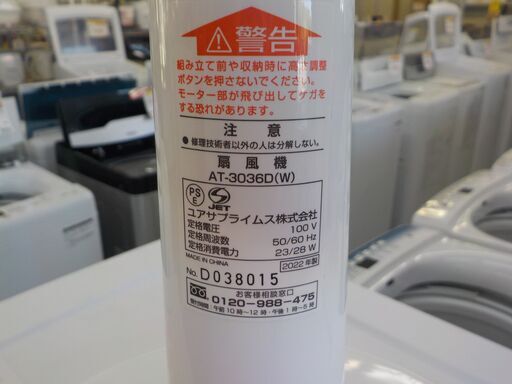 警告
組み立て前や収納時に高さ調整
ボタンを押さないでください。
モーター部が飛び出してケガを
する恐れがあります。
注意
●修理技術者以外の人は分解しない。
扇風機
AT-3036D(W)
PS
E
JET
ユアサプライムス株式会社
定格電圧 100 V
定格周波数 50/60 Hz
定格消費電力 23/28 W
MADE IN CHINA
2022年製
No. D038015
お客様相談窓口
0120-988-475
受付時間:午前10時~12時・午後1時~5時